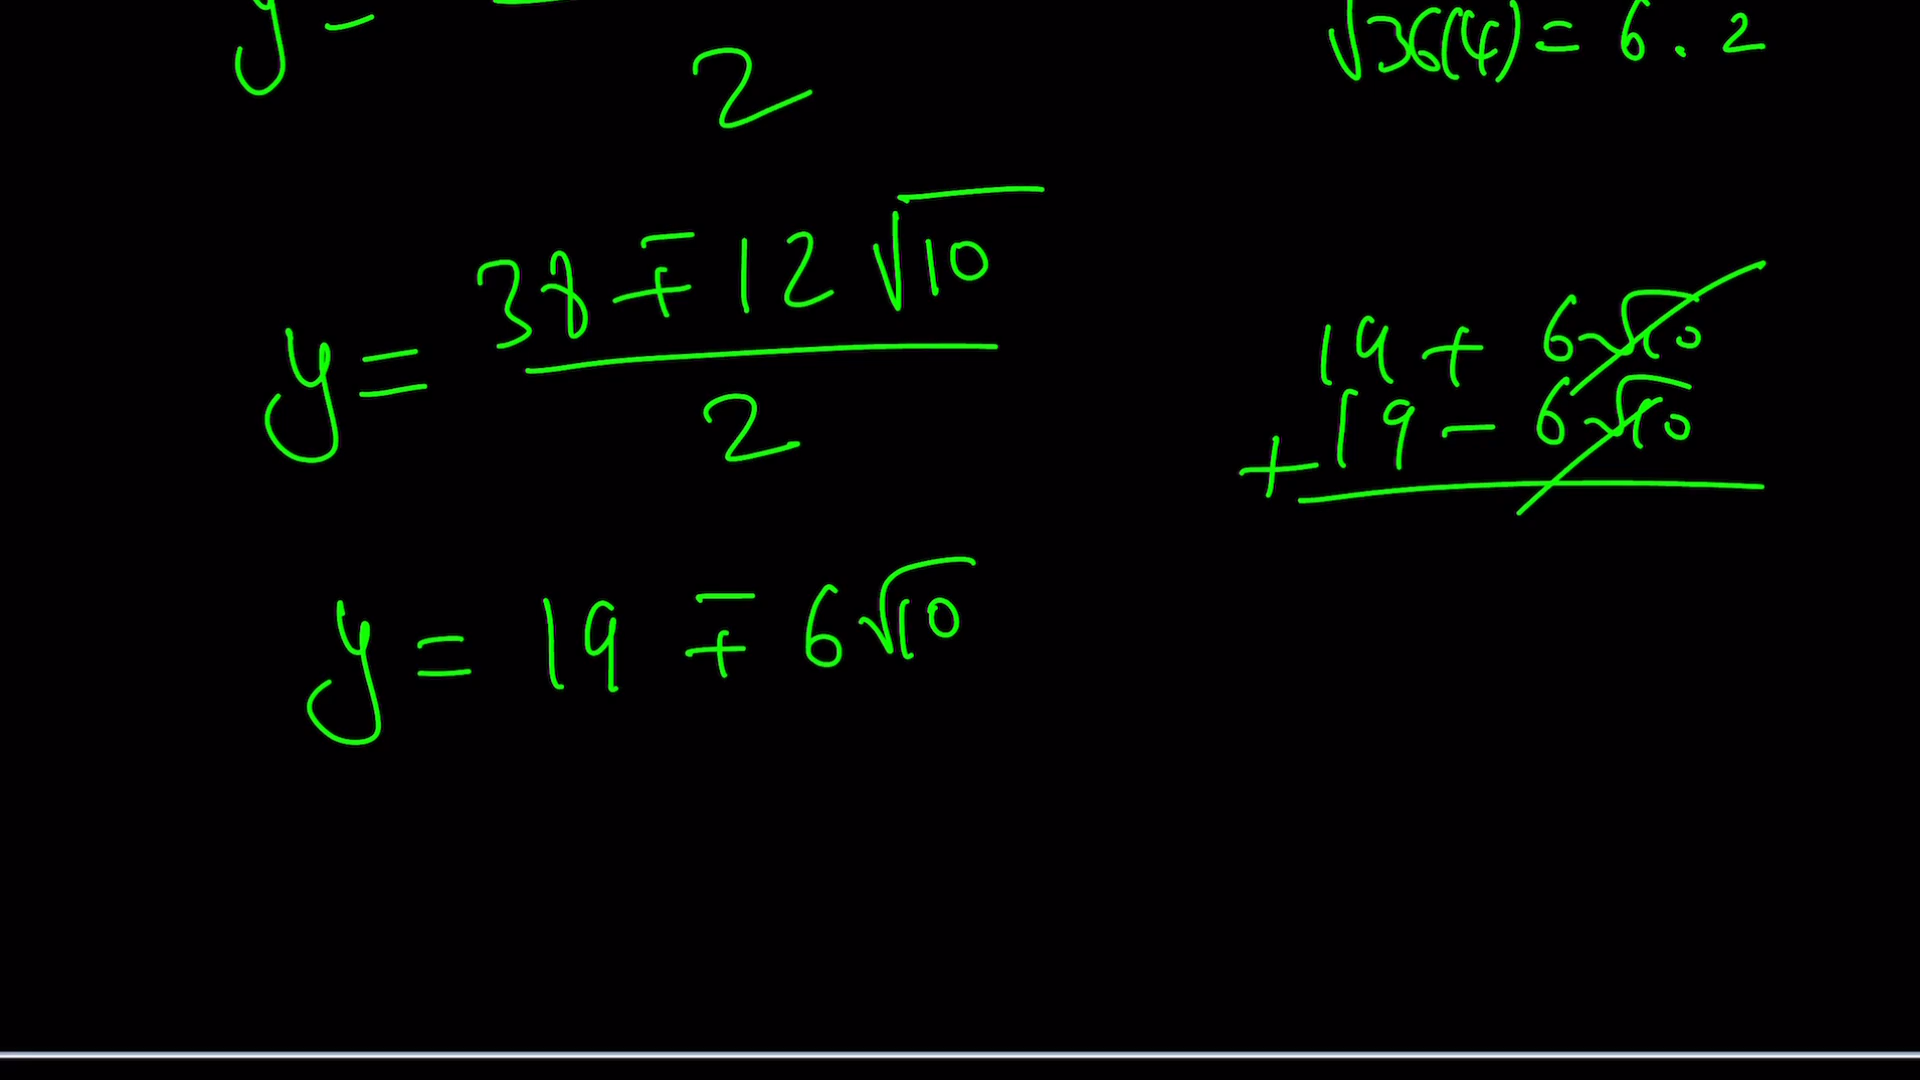 y =
2
√36(4) = 6 . 2
y = 38 ∓ 12 √10
2
19 + 6√10
+ 19 - 6√10
y = 19 ∓ 6√10